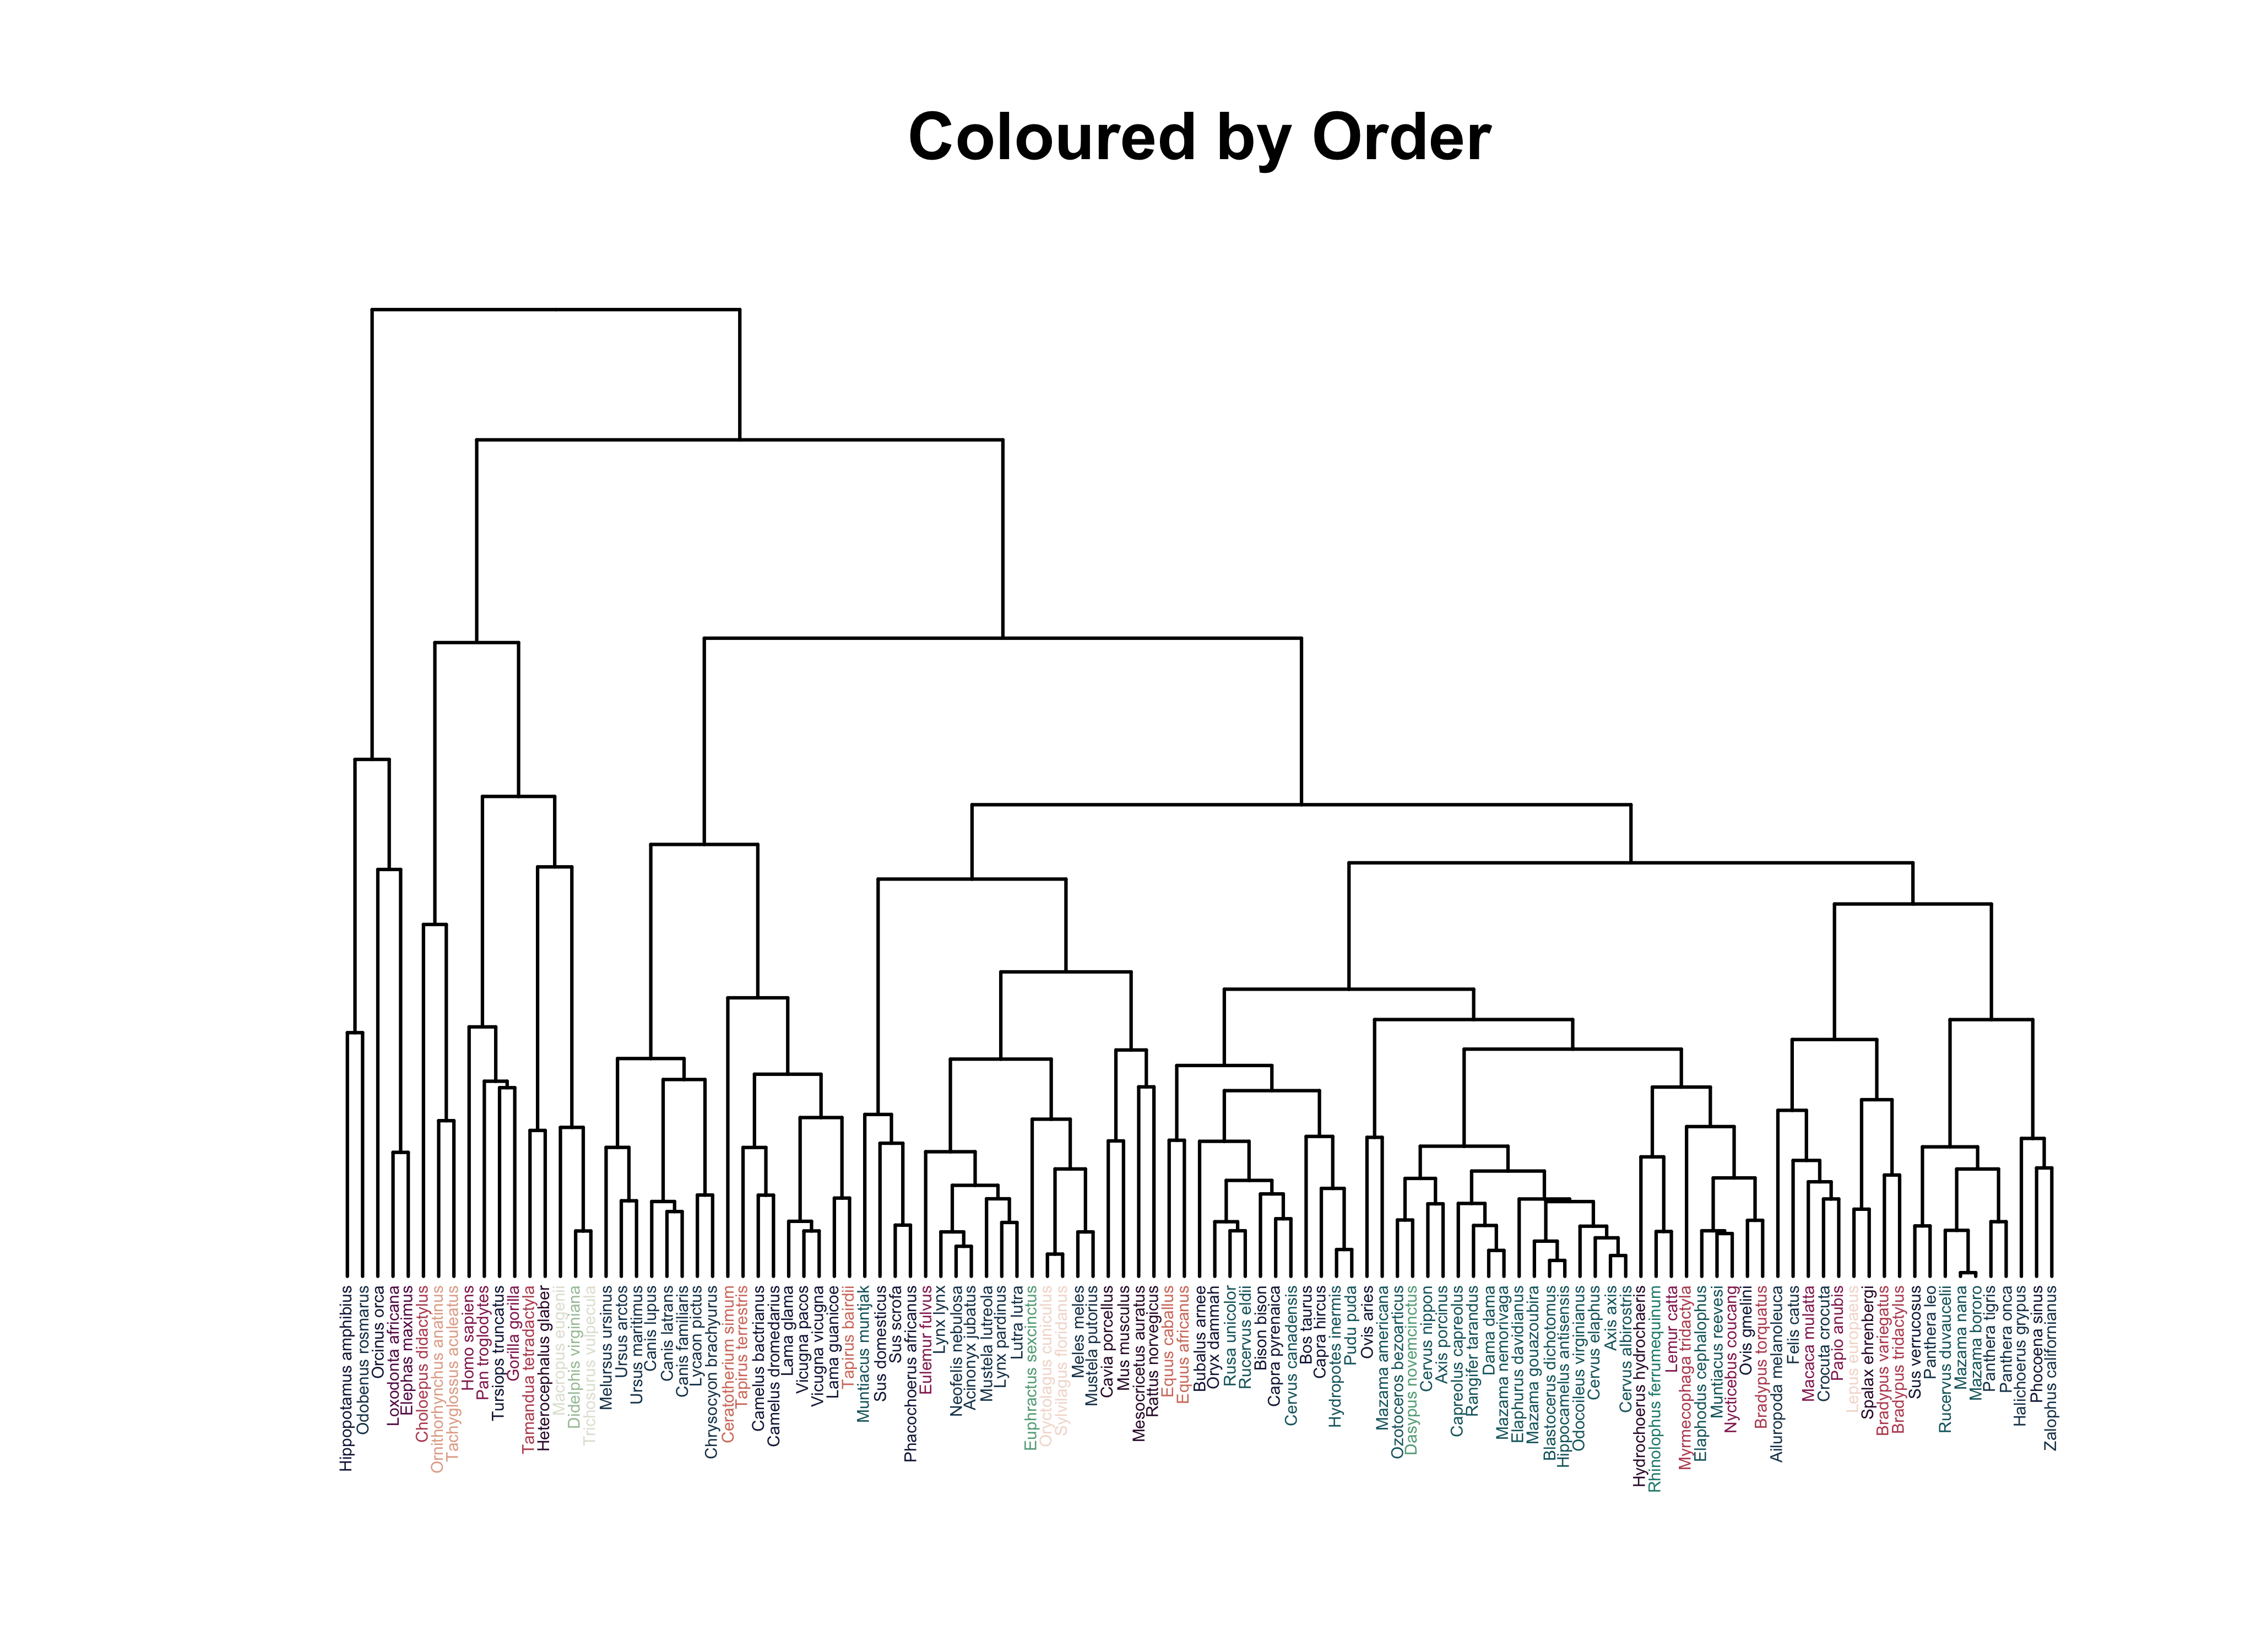 Coloured by Order
Hippopotamus amphibius
Odobenus rosmarus
Orcinus orca
Loxodonta africana
Elephas maximus
Choloepus didactylus
Ornithorhynchus anatinus
Tachyglossus aculeatus
Homo sapiens
Pan troglodytes
Tursiops truncatus
Gorilla gorilla
Tamandua tetradactyla
Heterocephalus glaber
Macropus eugenii
Didelphis virginiana
Trichosurus vulpecula
Melursus ursinus
Ursus arctos
Ursus maritimus
Canis lupus
Canis latrans
Canis familiaris
Lycaon pictus
Chrysocyon brachyurus
Ceratotherium simum
Tapirus terrestris
Camelus bactrianus
Camelus dromedarius
Lama glama
Vicugna pacos
Vicugna vicugna
Lama guanicoe
Tapirus bairdii
Muntiacus muntjak
Sus domesticus
Sus scrofa
Phacochoerus africanus
Eulemur fulvus
Lynx lynx
Neofelis nebulosa
Acinonyx jubatus
Mustela lutreola
Lynx pardinus
Lutra lutra
Euphractus sexcinctus
Oryctolagus cuniculus
Sylvilagus floridanus
Meles meles
Mustela putorius
Cavia porcellus
Mus musculus
Mesocricetus auratus
Rattus norvegicus
Equus caballus
Equus africanus
Bubalus arnee
Oryx dammah
Rusa unicolor
Rucervus eldii
Bison bison
Capra pyrenaica
Cervus canadensis
Bos taurus
Capra hircus
Hydropotes inermis
Pudu puda
Ovis aries
Mazama americana
Ozotoceros bezoarticus
Dasypus novemcinctus
Cervus nippon
Axis porcinus
Capreolus capreolus
Rangifer tarandus
Dama dama
Mazama nemorivaga
Elaphurus davidianus
Mazama gouazoubira
Blastocerus dichotomus
Hippocamelus antisensis
Odocoileus virginianus
Cervus elaphus
Axis axis
Cervus albirostris
Hydrochoerus hydrochaeris
Rhinolophus ferrumequinum
Lemur catta
Myrmecophaga tridactyla
Elaphodus cephalophus
Muntiacus reevesi
Nycticebus coucang
Ovis gmelini
Bradypus torquatus
Ailuropoda melanoleuca
Felis catus
Macaca mulatta
Crocuta crocuta
Papio anubis
Lepus europaeus
Spalax ehrenbergi
Bradypus variegatus
Bradypus tridactylus
Sus verrucosus
Panthera leo
Rucervus duvaucelii
Mazama nana
Mazama bororo
Panthera tigris
Panthera onca
Halichoerus grypus
Phocoena sinus
Zalophus californianus